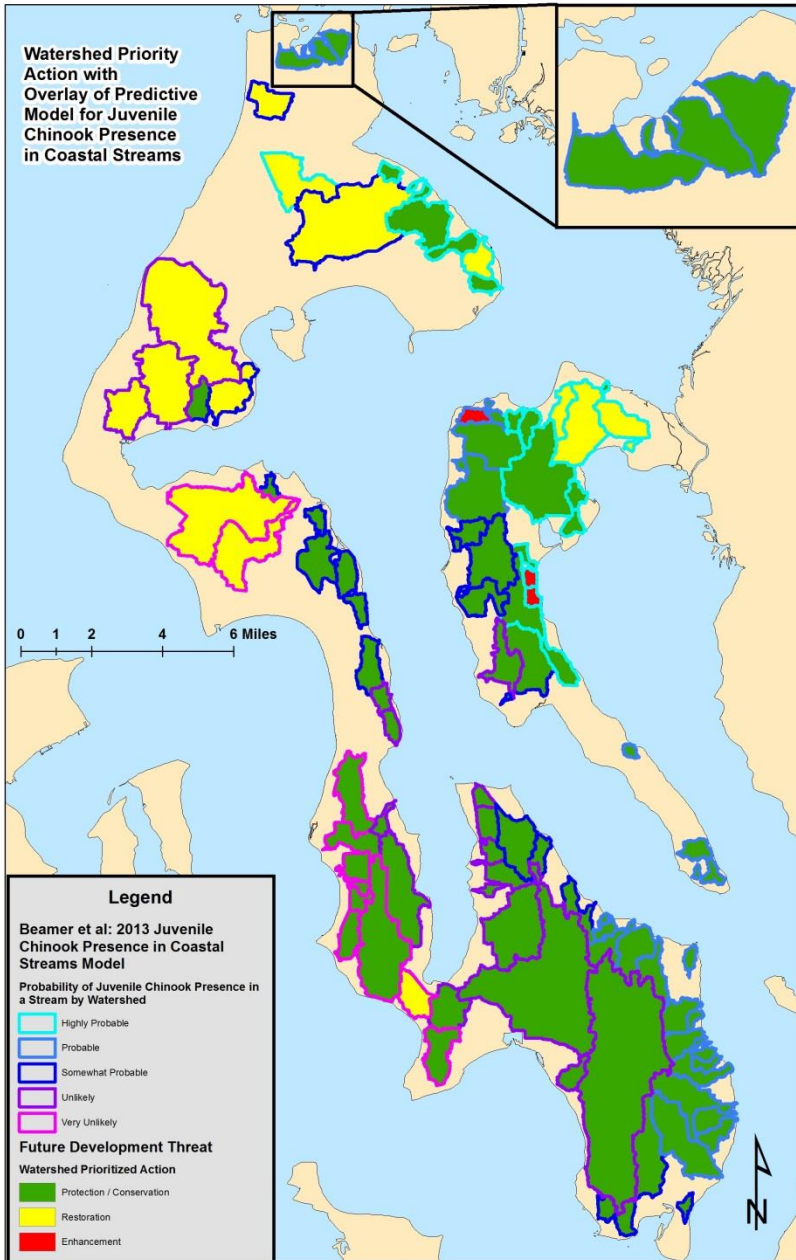 Watershed Priority
Action with
Overlay of Predictive
Model for Juvenile
Chinook Presence
in Coastal Streams
0 1 2 4 6 Miles
Legend
Beamer et al: 2013 Juvenile
Chinook Presence in Coastal
Streams Model
Probability of Juvenile Chinook Presence in
a Stream by Watershed
Highly Probable
Probable
Somewhat Probable
Unlikely
Very Unlikely
Future Development Threat
Watershed Prioritized Action
Protection / Conservation
Restoration
Enhancement
N